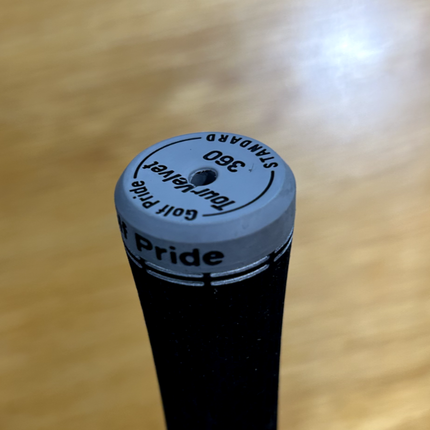 Golf Pride
Tour Velvet
360
STANDARD
Pride